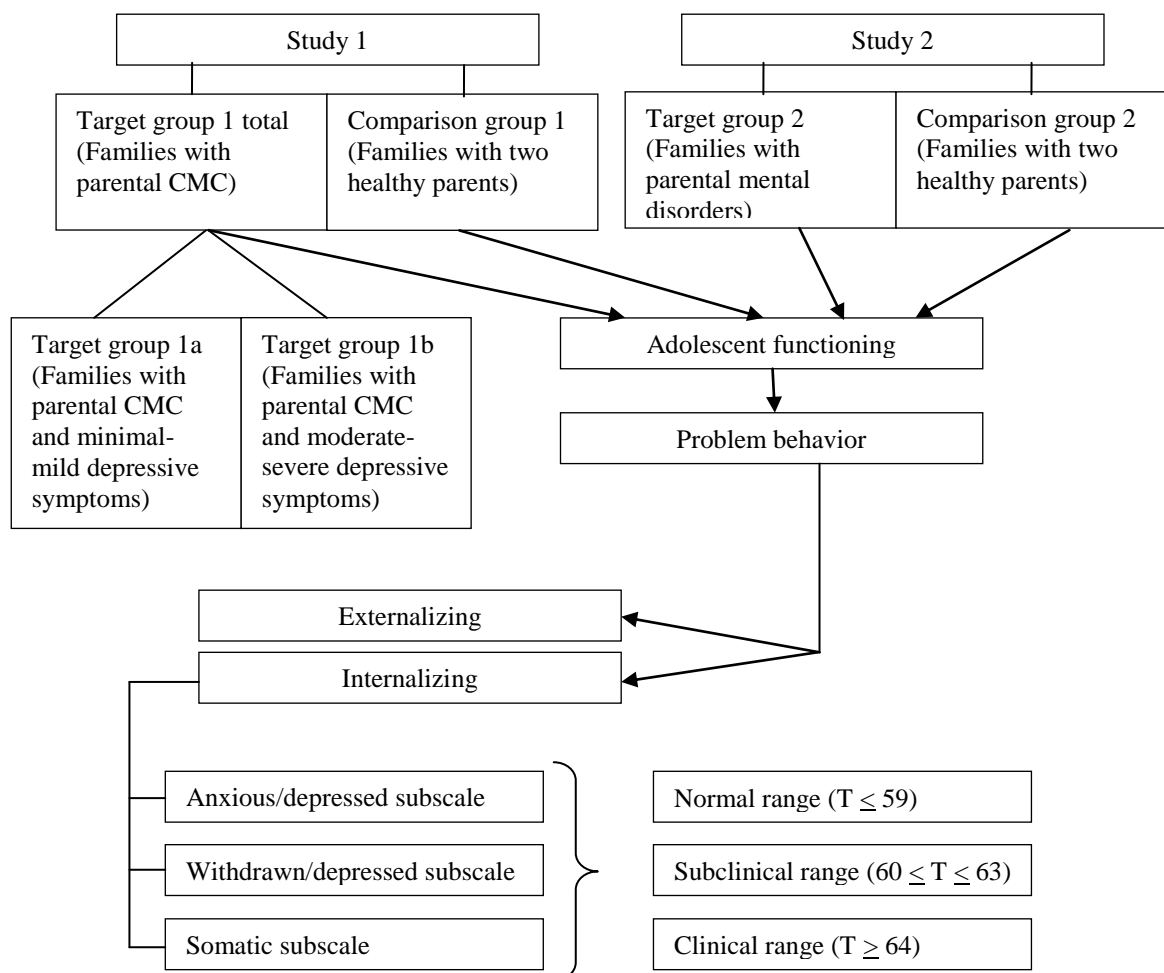 Study 1
Study 2
Target group 1 total
(Families with
parental CMC)
Comparison group 1
(Families with two
healthy parents)
Target group 2
(Families with
parental mental
disorders)
Comparison group 2
(Families with two
healthy parents)
Target group 1a
(Families with
parental CMC
and minimal-
mild depressive
symptoms)
Target group 1b
(Families with
parental CMC
and moderate-
severe depressive
symptoms)
Adolescent functioning
Problem behavior
Externalizing
Internalizing
Anxious/depressed subscale
Withdrawn/depressed subscale
Somatic subscale
Normal range (T ≤ 59)
Subclinical range (60 ≤ T ≤ 63)
Clinical range (T ≥ 64)